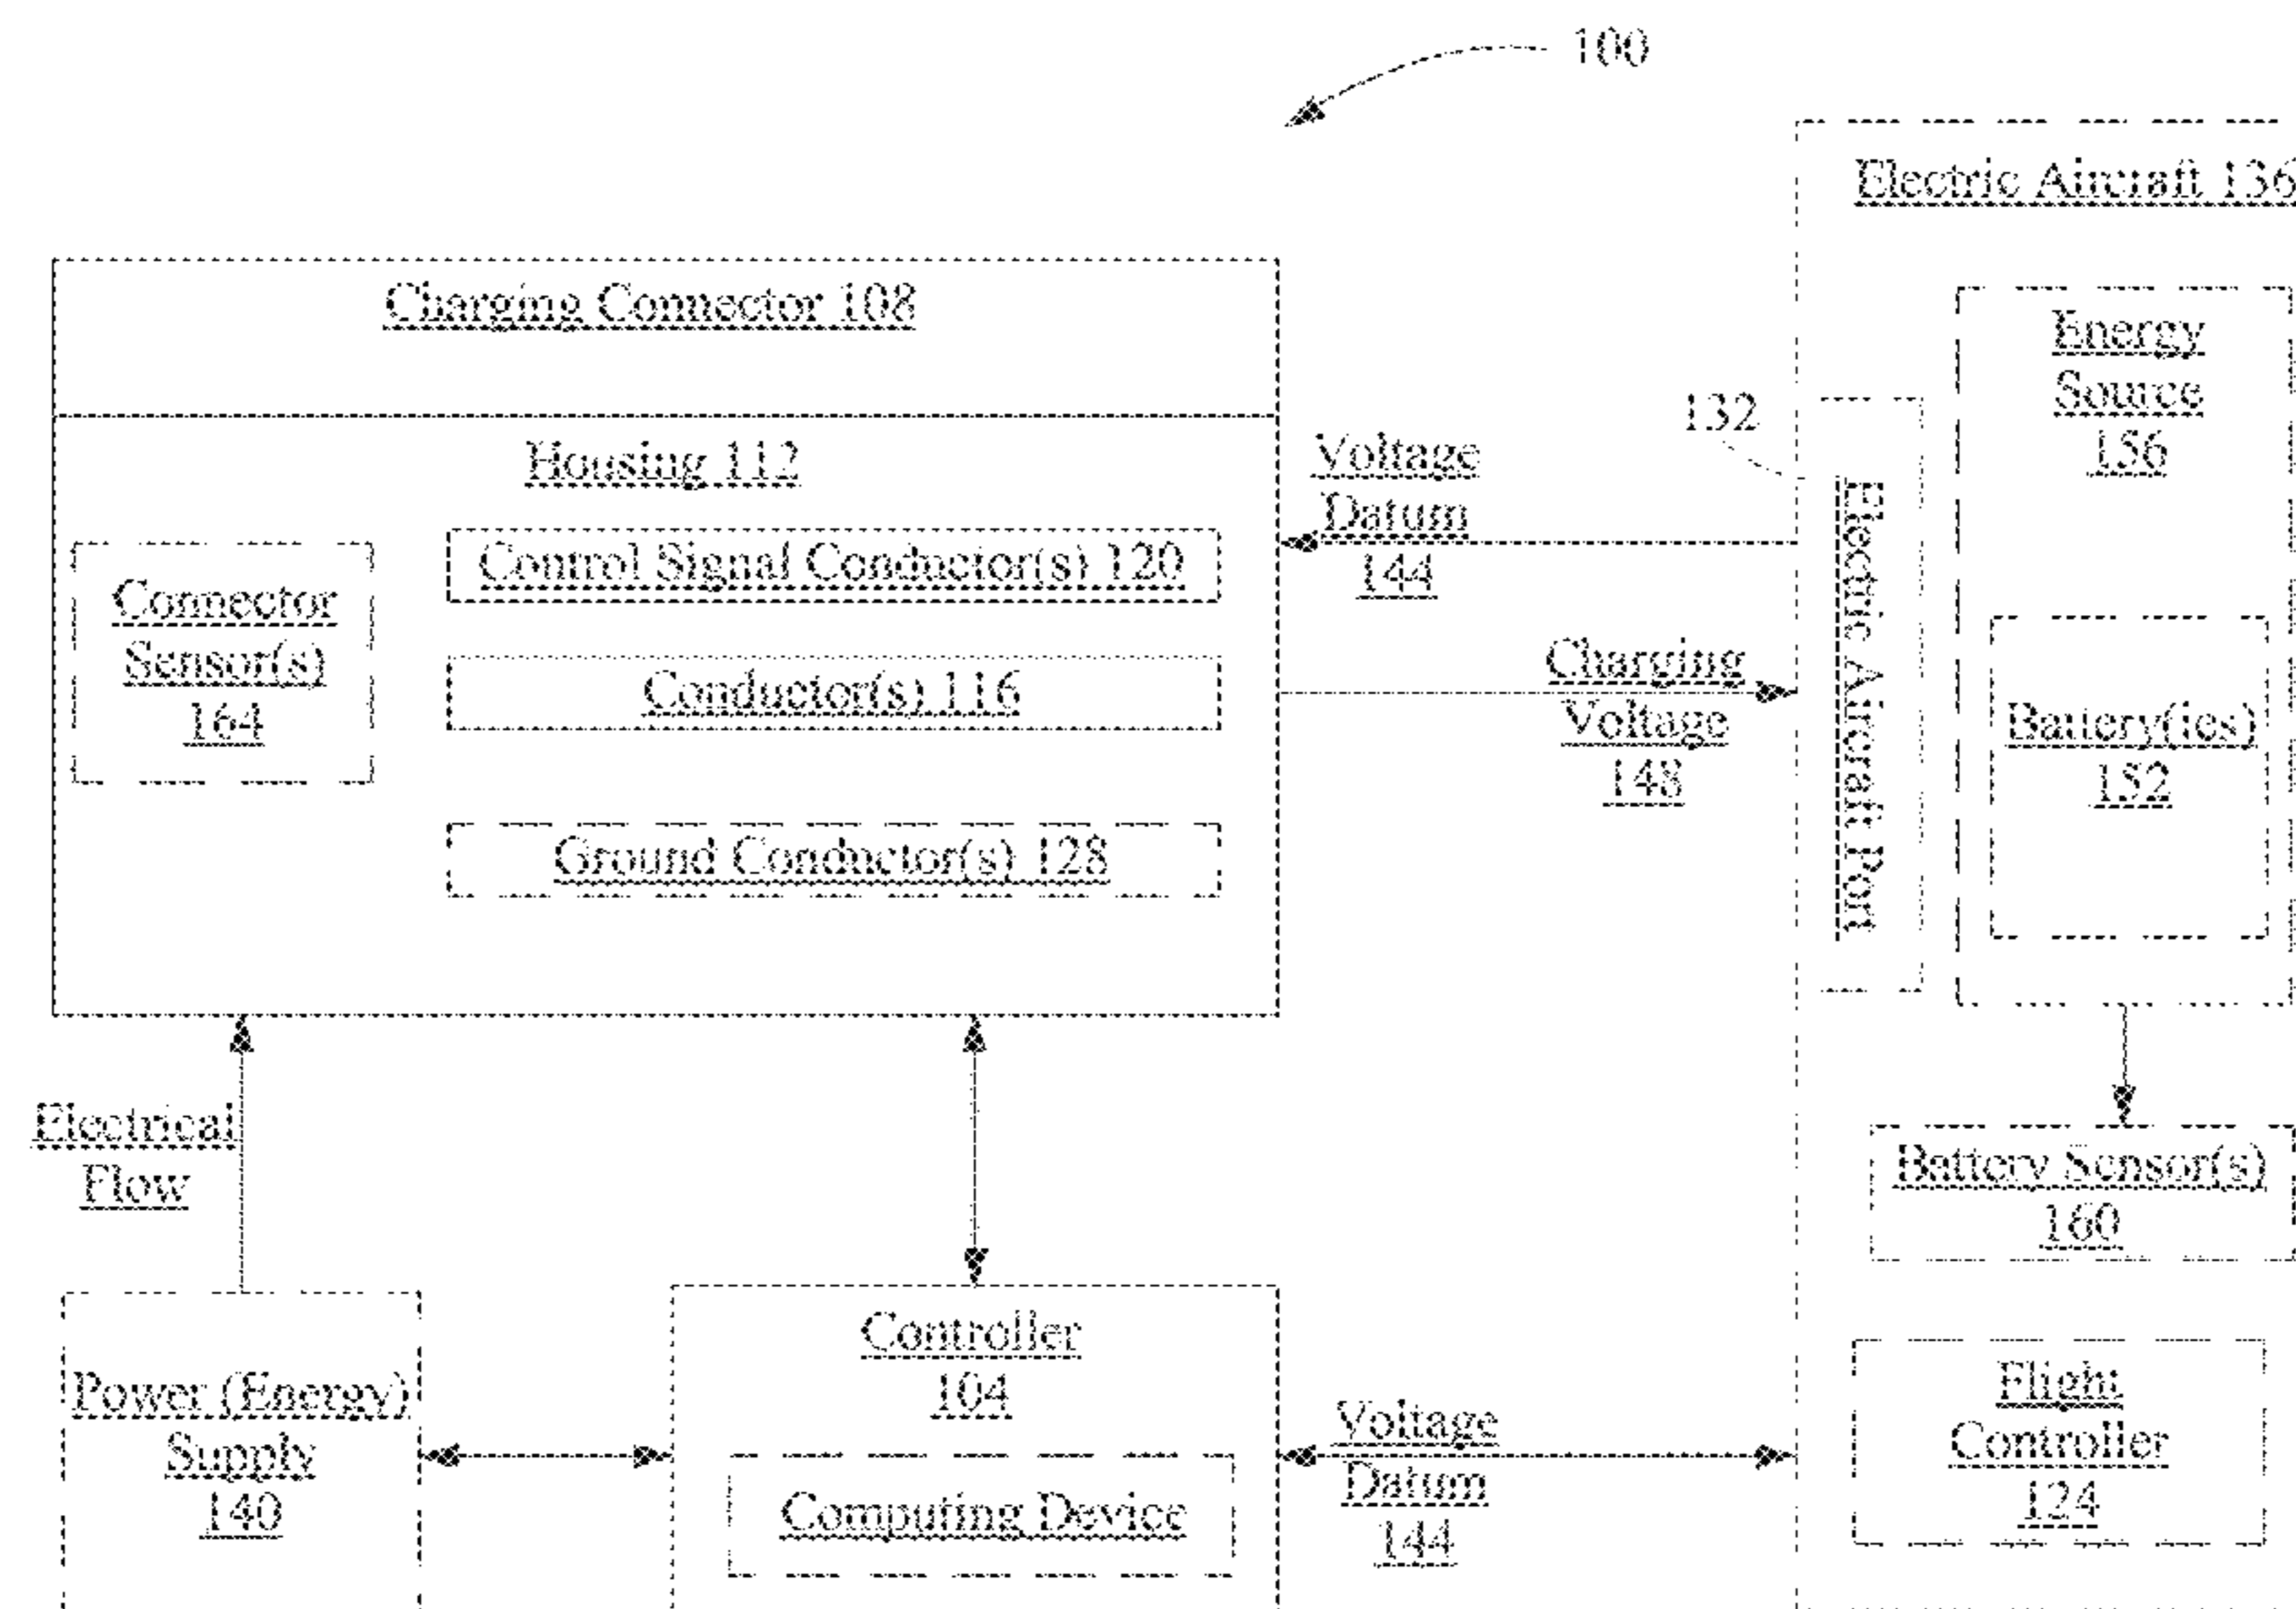 100
Electric Aircraft 136
Charging Connector 108
Housing 112
Connector
Sensor(s)
164
Control Signal Conductor(s) 120
Conductor(s) 116
Ground Conductor(s) 128
Voltage
Datum
144
Charging
Voltage
148
132
Electric Aircraft Port
Energy
Source
156
Battery(ies)
152
Battery Sensor(s)
160
Electrical
Flow
Power (Energy)
Supply
140
Controller
104
Computing Device
Voltage
Datum
144
Flight
Controller
124